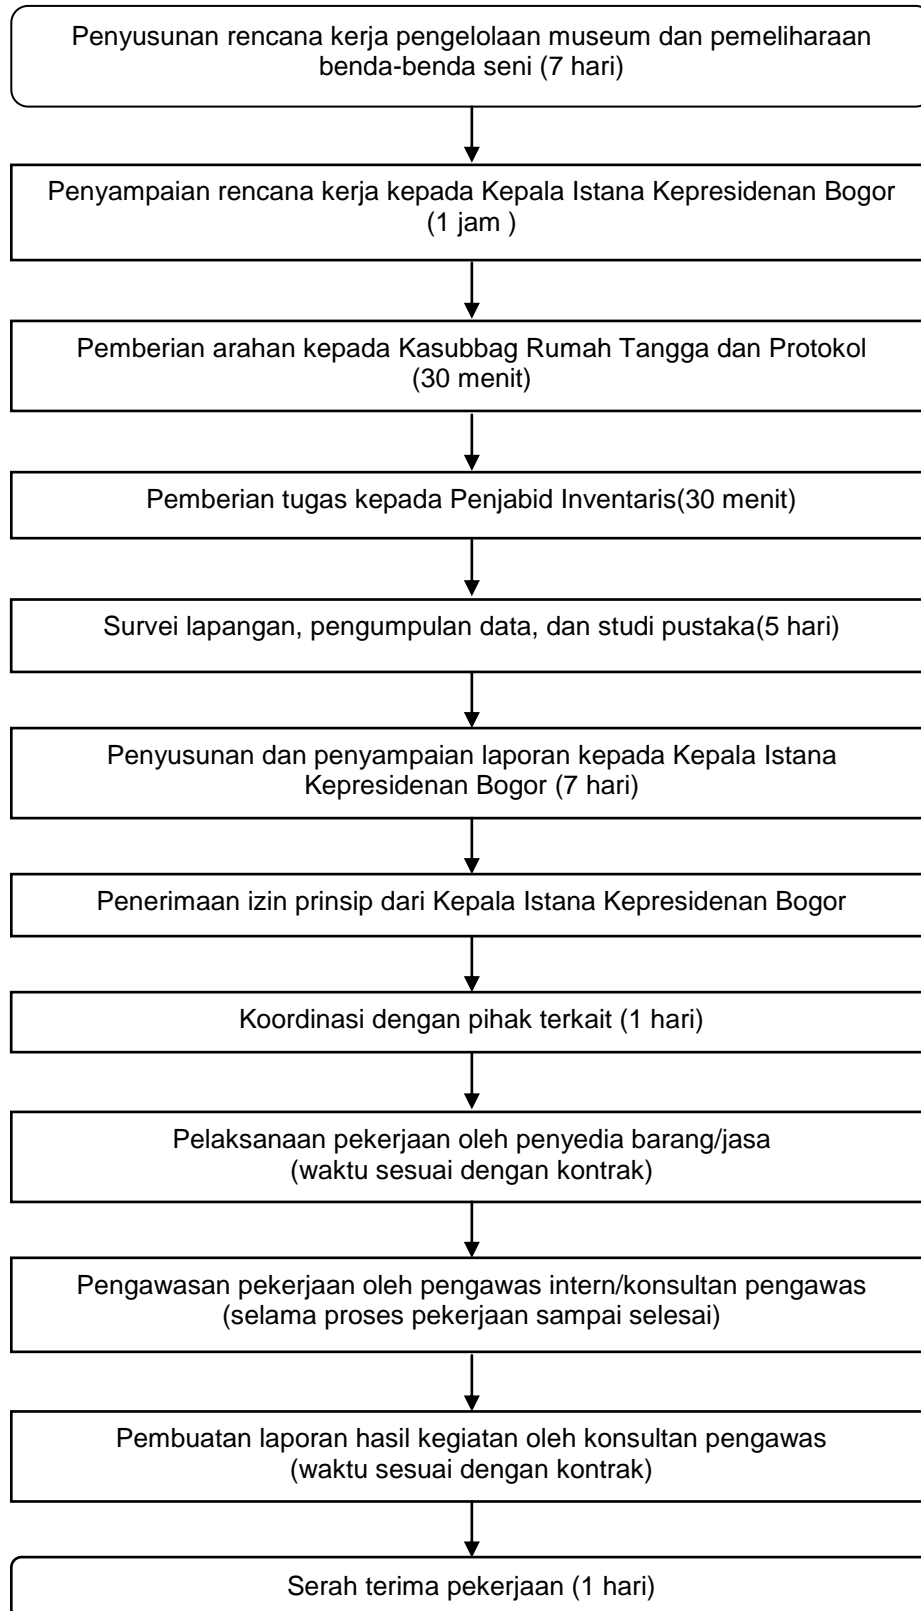 Penyusunan rencana kerja pengelolaan museum dan pemeliharaan
benda-benda seni (7 hari)
Penyampaian rencana kerja kepada Kepala Istana Kepresidenan Bogor
(1 jam )
Pemberian arahan kepada Kasubbag Rumah Tangga dan Protokol
(30 menit)
Pemberian tugas kepada Penjabid Inventaris(30 menit)
Survei lapangan, pengumpulan data, dan studi pustaka(5 hari)
Penyusunan dan penyampaian laporan kepada Kepala Istana
Kepresidenan Bogor (7 hari)
Penerimaan izin prinsip dari Kepala Istana Kepresidenan Bogor
Koordinasi dengan pihak terkait (1 hari)
Pelaksanaan pekerjaan oleh penyedia barang/jasa
(waktu sesuai dengan kontrak)
Pengawasan pekerjaan oleh pengawas intern/konsultan pengawas
(selama proses pekerjaan sampai selesai)
Pembuatan laporan hasil kegiatan oleh konsultan pengawas
(waktu sesuai dengan kontrak)
Serah terima pekerjaan (1 hari)